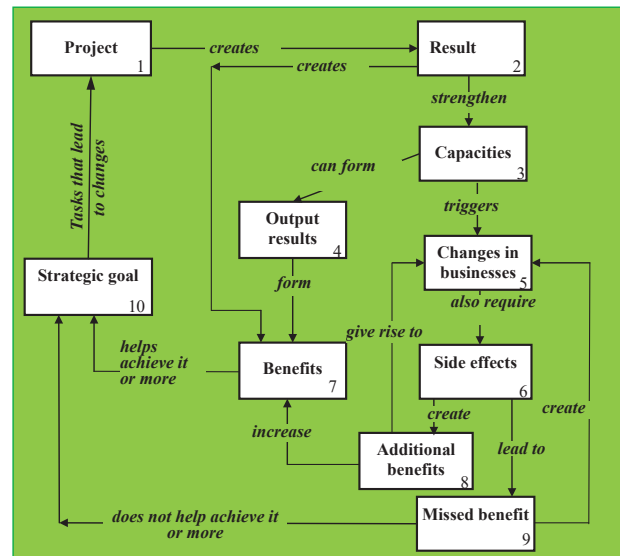 Project
1
creates
Result
2
creates
strengthen
Tasks that lead
to changes
can form
Capacities
3
triggers
Output
results
4
Changes in
businesses
5
Strategic goal
10
form
also require
give rise to
helps
achieve it
or more
Benefits
7
Side effects
6
create
create
increase
Additional
benefits
8
lead to
does not help achieve it
or more
Missed benefit
9